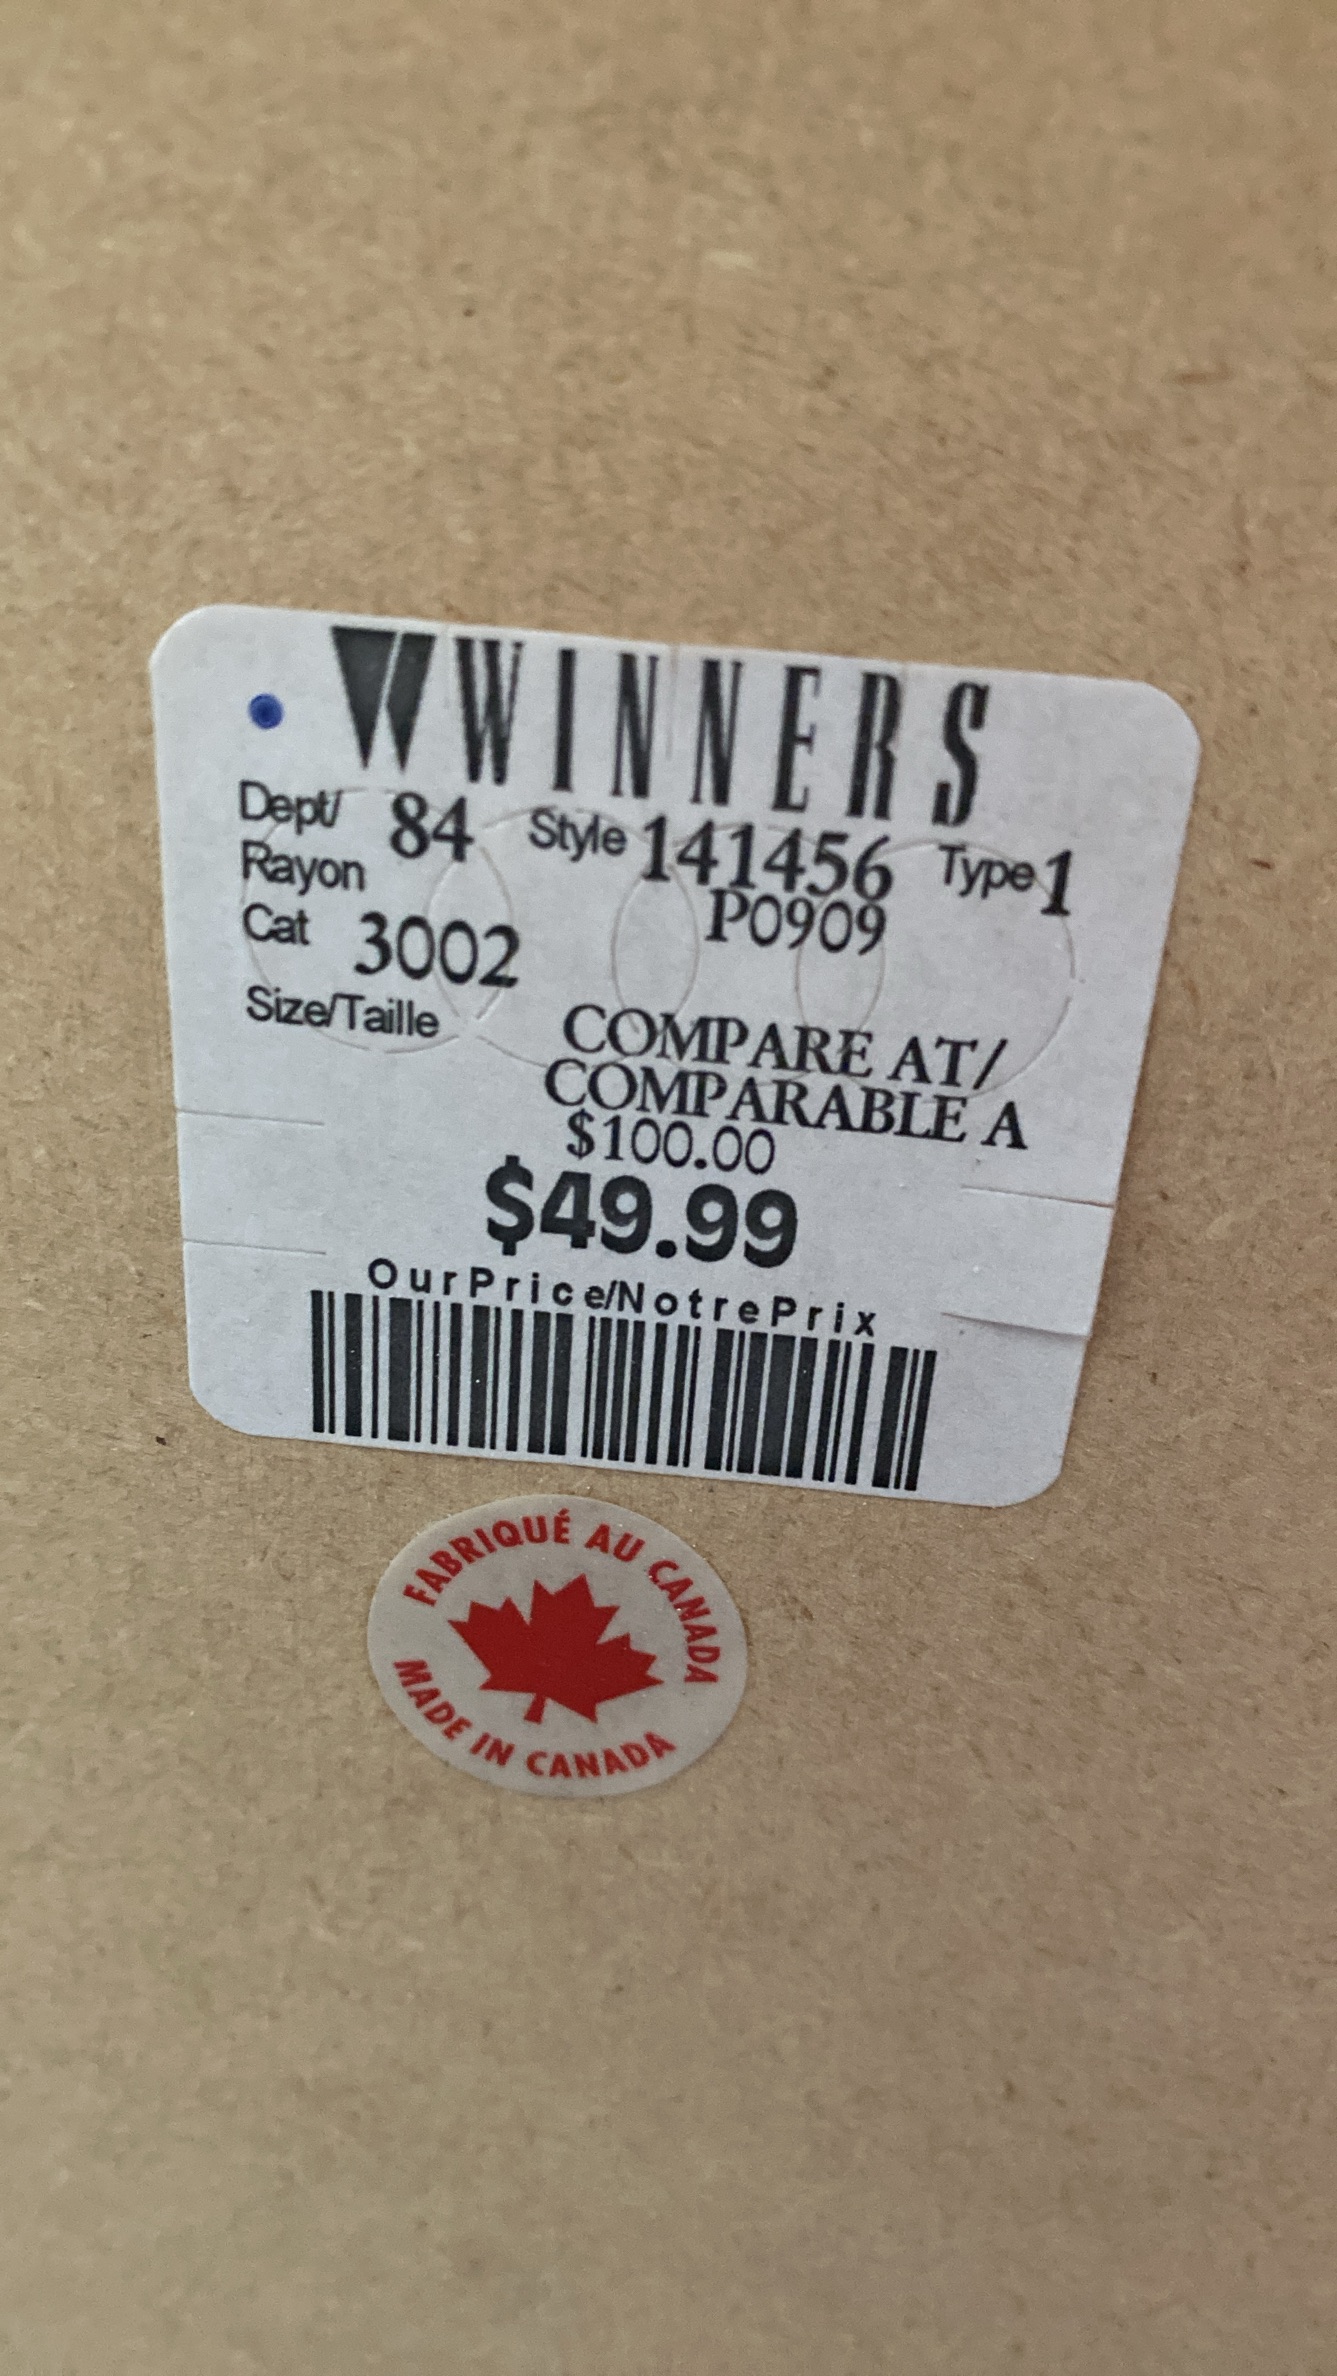 WINNERS
Dept/ 84 Style 141456 Type 1
Rayon
P0909
Cat 3002
Size/Taille
COMPARE AT/
COMPARABLE A
$100.00
$49.99
OurPrice/NotrePrix
FABRIQUÉ AU CANADA
MADE IN CANADA